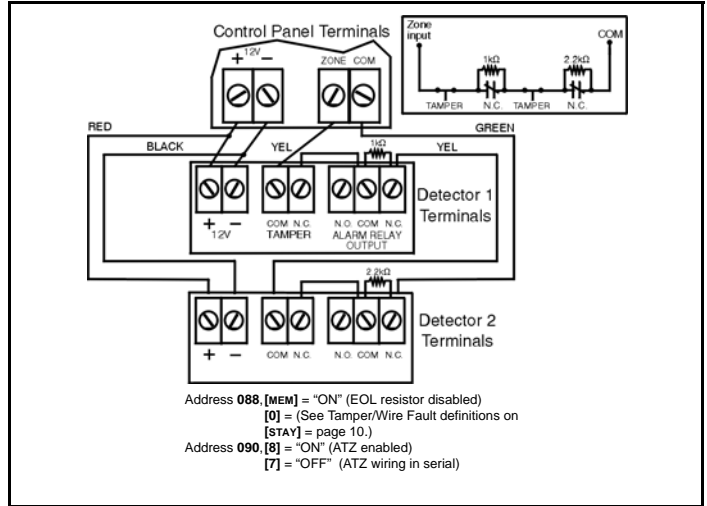 Control Panel Terminals
12V
+ −
ZONE COM
Zone
input
COM
1kΩ
2.2kΩ
TAMPER N.C. TAMPER N.C.
RED
GREEN
BLACK
YEL
1kΩ
YEL
Detector 1
Terminals
+ −
12V
COM N.C.
TAMPER
N.O. COM N.C.
ALARM RELAY
OUTPUT
2.2kΩ
Detector 2
Terminals
+ −
COM N.C.
N.O. COM N.C.
Address 088, [MEM] = “ON” (EOL resistor disabled)
[0] = (See Tamper/Wire Fault definitions on
[STAY] = page 10.)
Address 090, [8] = “ON” (ATZ enabled)
[7] = “OFF” (ATZ wiring in serial)